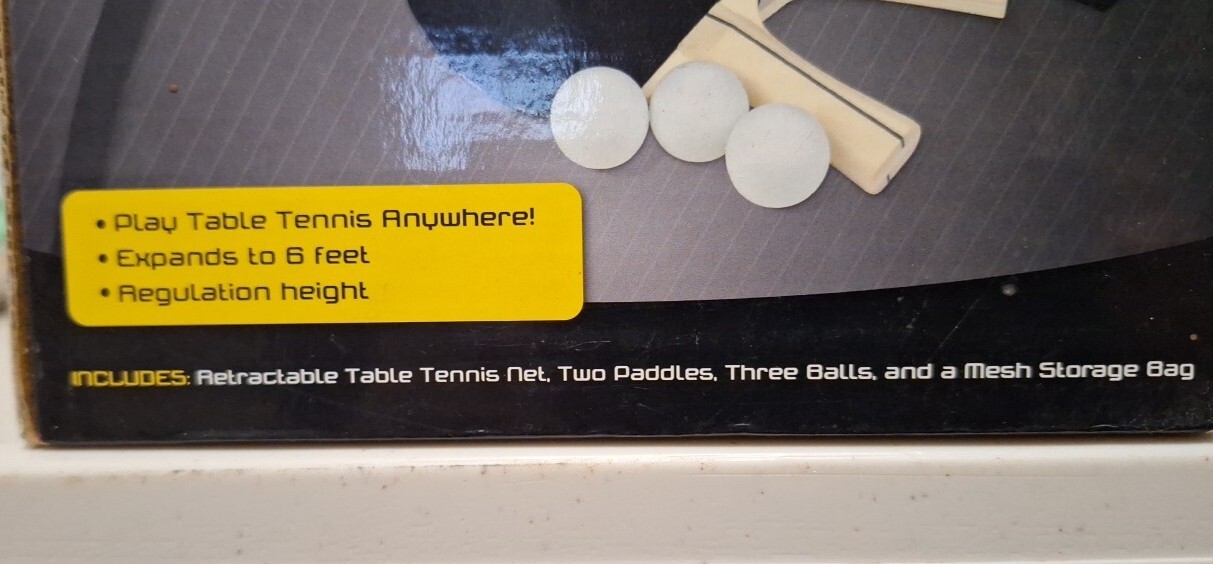 • Play Table Tennis Anywhere!
• Expands to 6 feet
• Regulation height
INCLUDES: Retractable Table Tennis Net, Two Paddles, Three Balls, and a Mesh Storage Bag